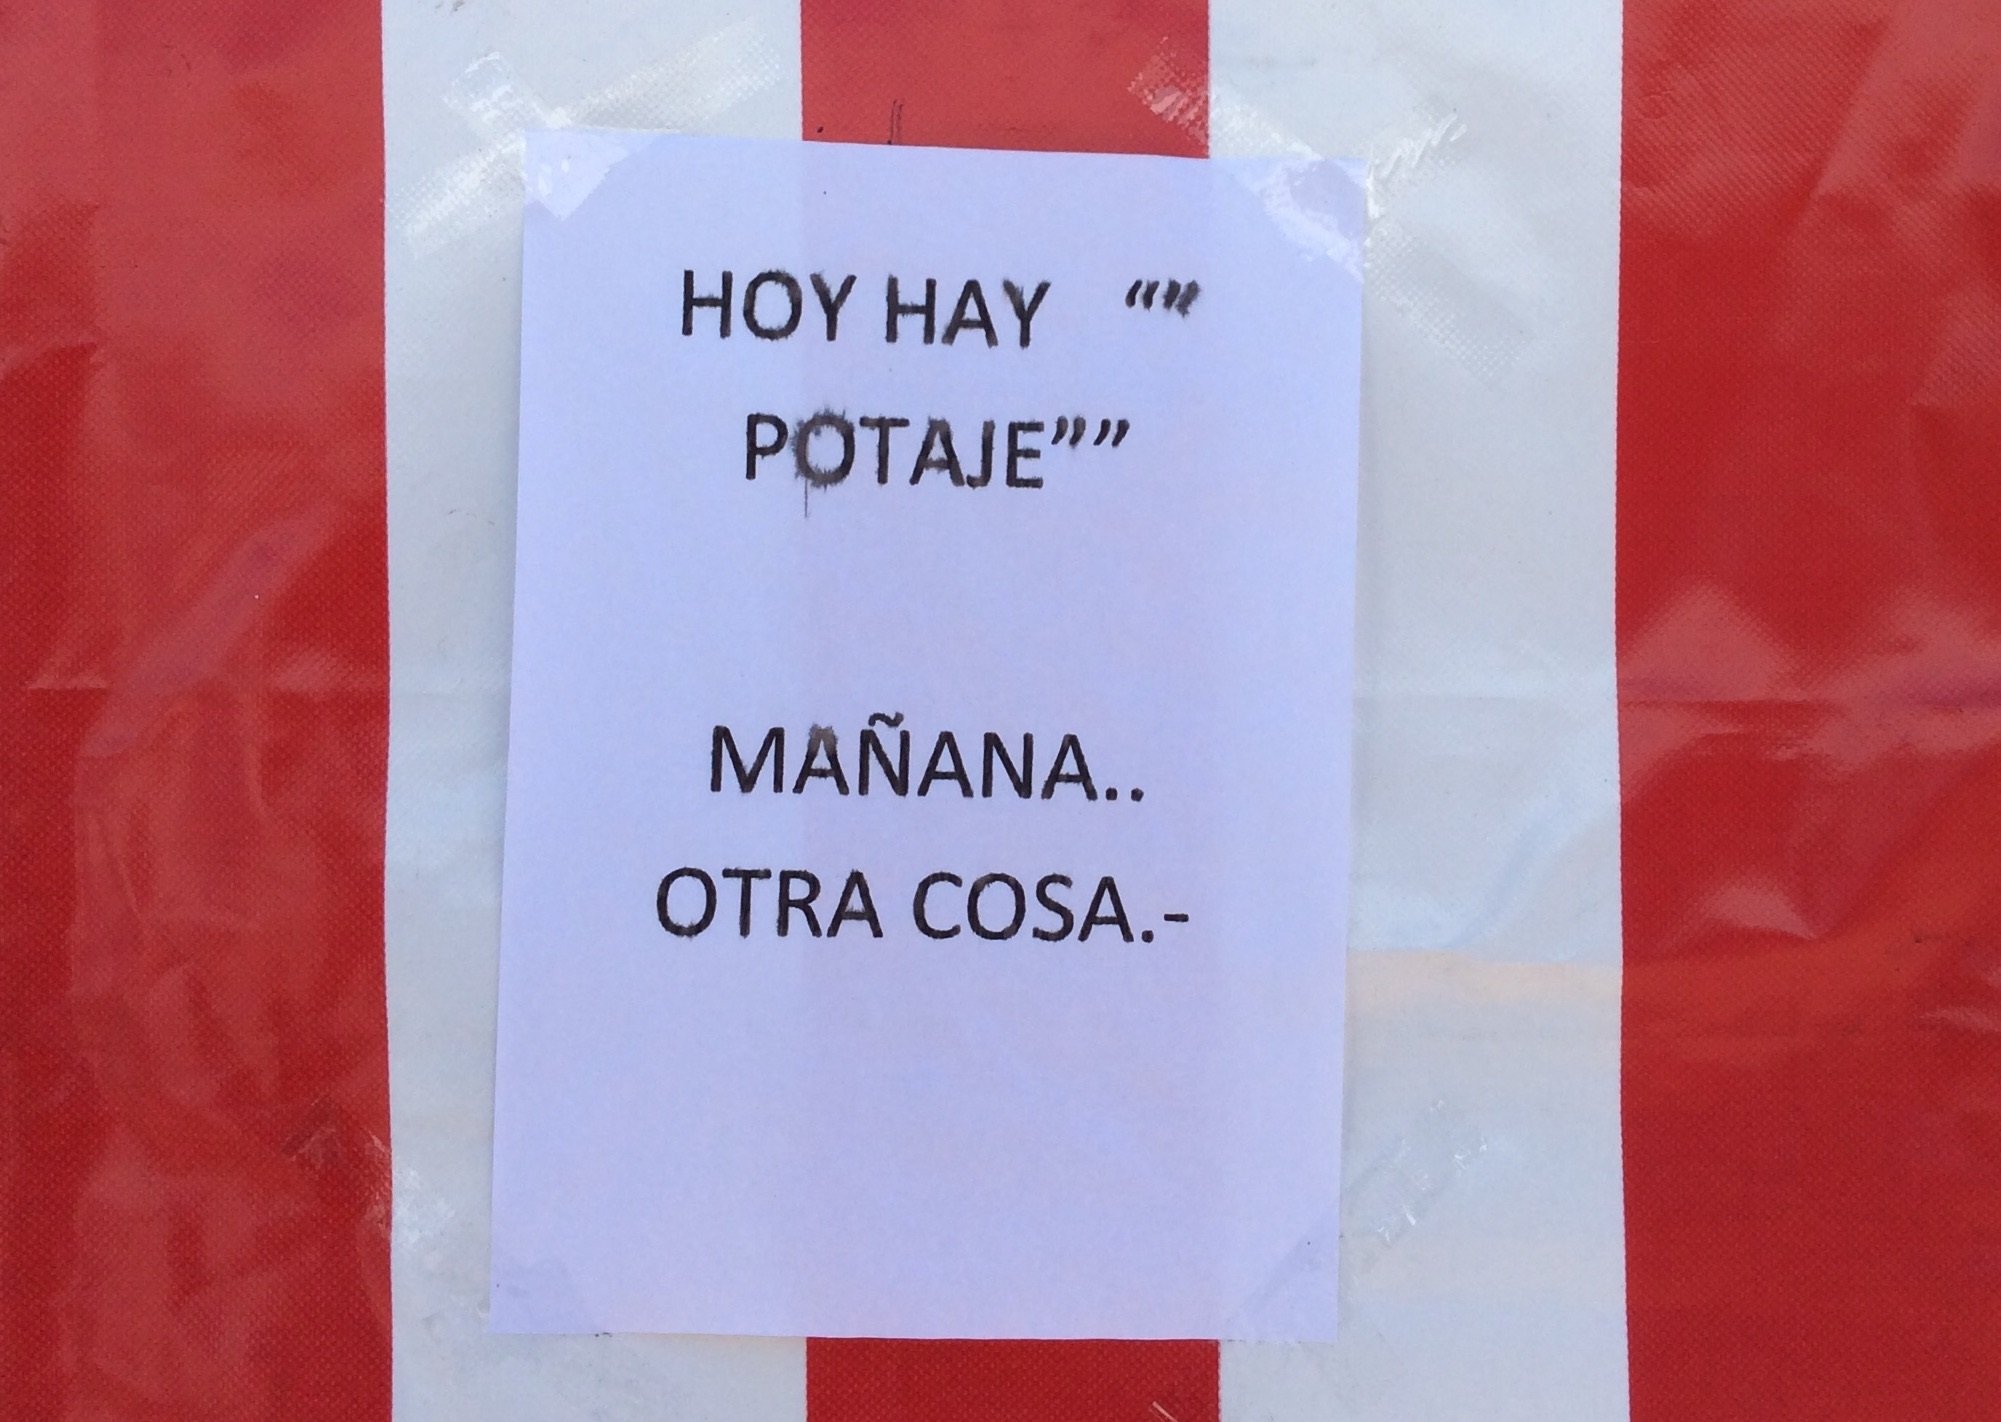 HOY HAY “”
POTAJE””
MAÑANA..
OTRA COSA.-